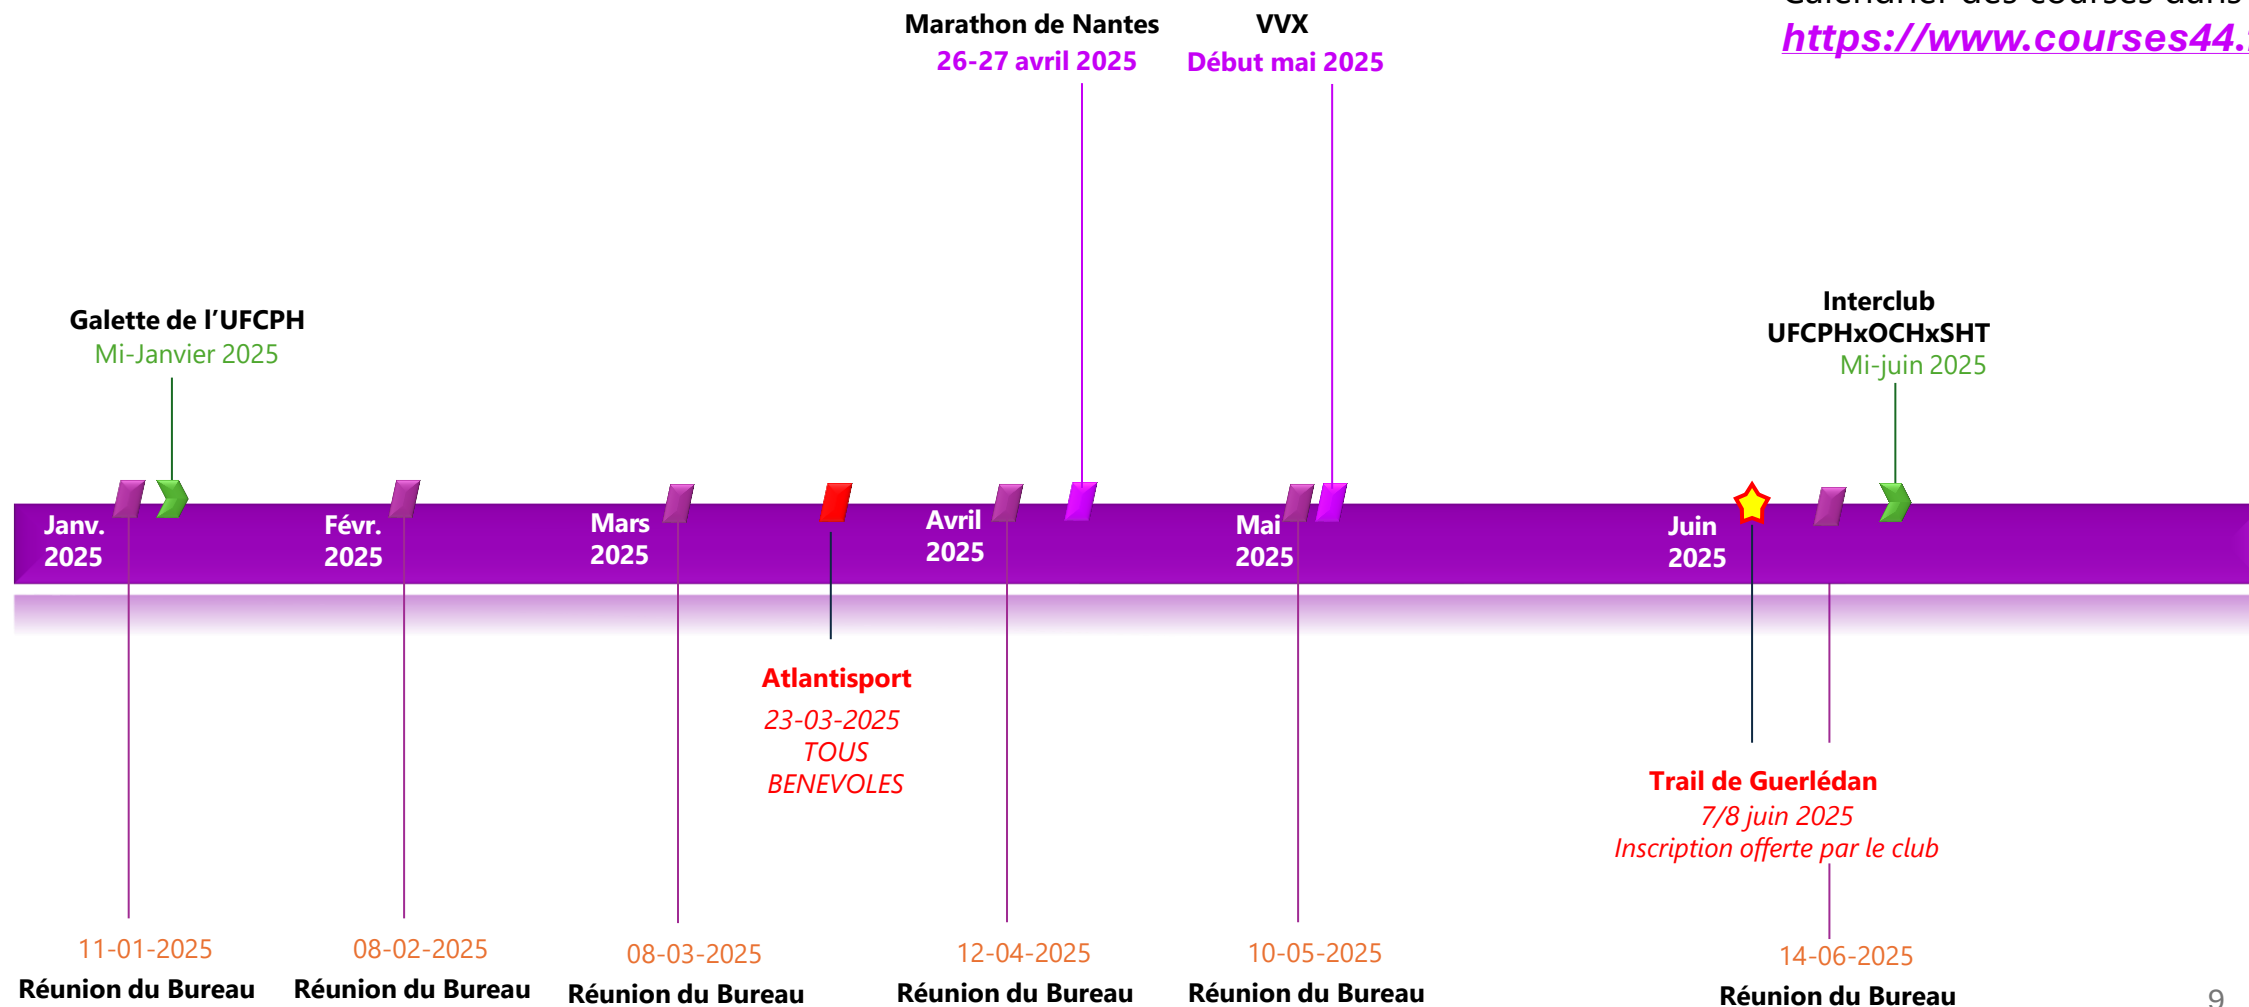 Calendrier des courses dans
https://www.courses44.
Marathon de Nantes
26-27 avril 2025
VVX
Début mai 2025
Galette de l’UFCPH
Mi-Janvier 2025
Interclub
UFCPHxOCHxSHT
Mi-juin 2025
Janv.
2025
Févr.
2025
Mars
2025
Avril
2025
Mai
2025
Juin
2025
Atlantisport
23-03-2025
TOUS
BENEVOLES
Trail de Guerlédan
7/8 juin 2025
Inscription offerte par le club
11-01-2025
Réunion du Bureau
08-02-2025
Réunion du Bureau
08-03-2025
Réunion du Bureau
12-04-2025
Réunion du Bureau
10-05-2025
Réunion du Bureau
14-06-2025
Réunion du Bureau
9